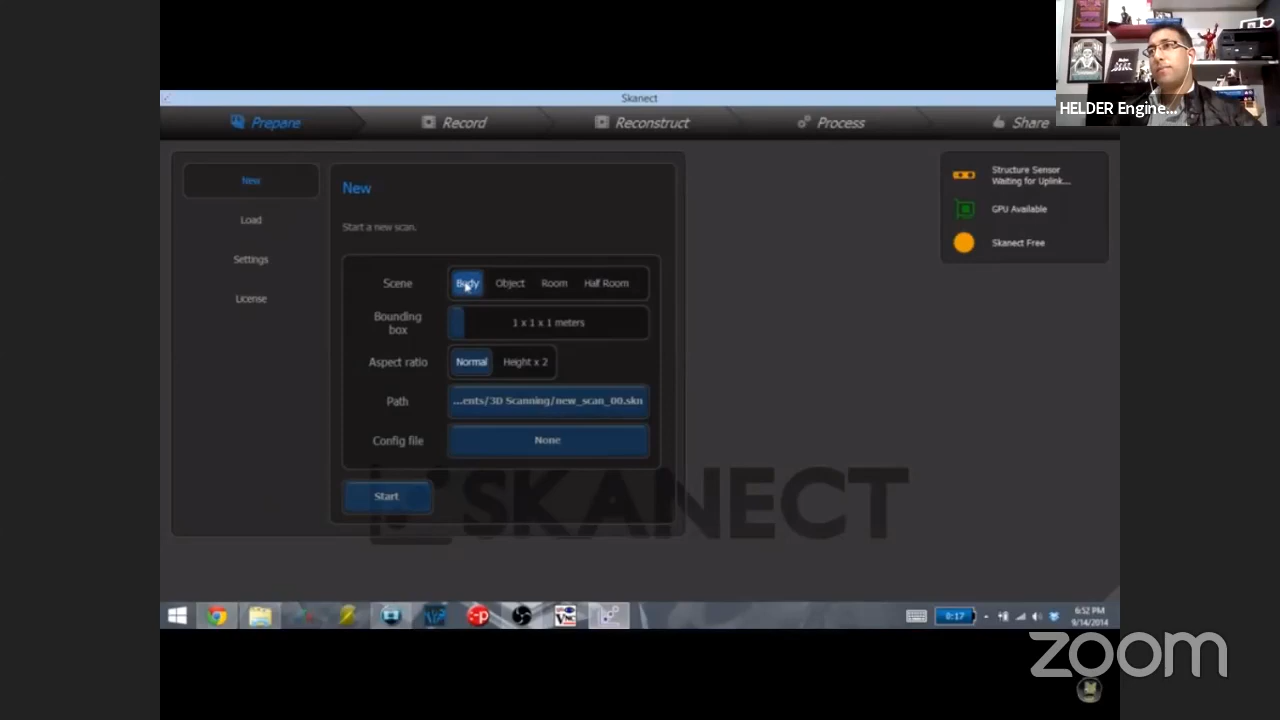 Skanect
Prepare
Record
Reconstruct
Process
Share
HELDER Engine...
New
Load
Settings
License
New
Start a new scan.
Scene
Body
Object
Room
Half Room
Bounding box
1 x 1 x 1 meters
Aspect ratio
Normal
Height x 2
Path
...ents/3D Scanning/new_scan_00.skn
Config file
None
Start
Structure Sensor
Waiting for Uplink...
GPU Available
Skanect Free
SKANECT
0:17
6:52 PM
9/14/2014
zoom